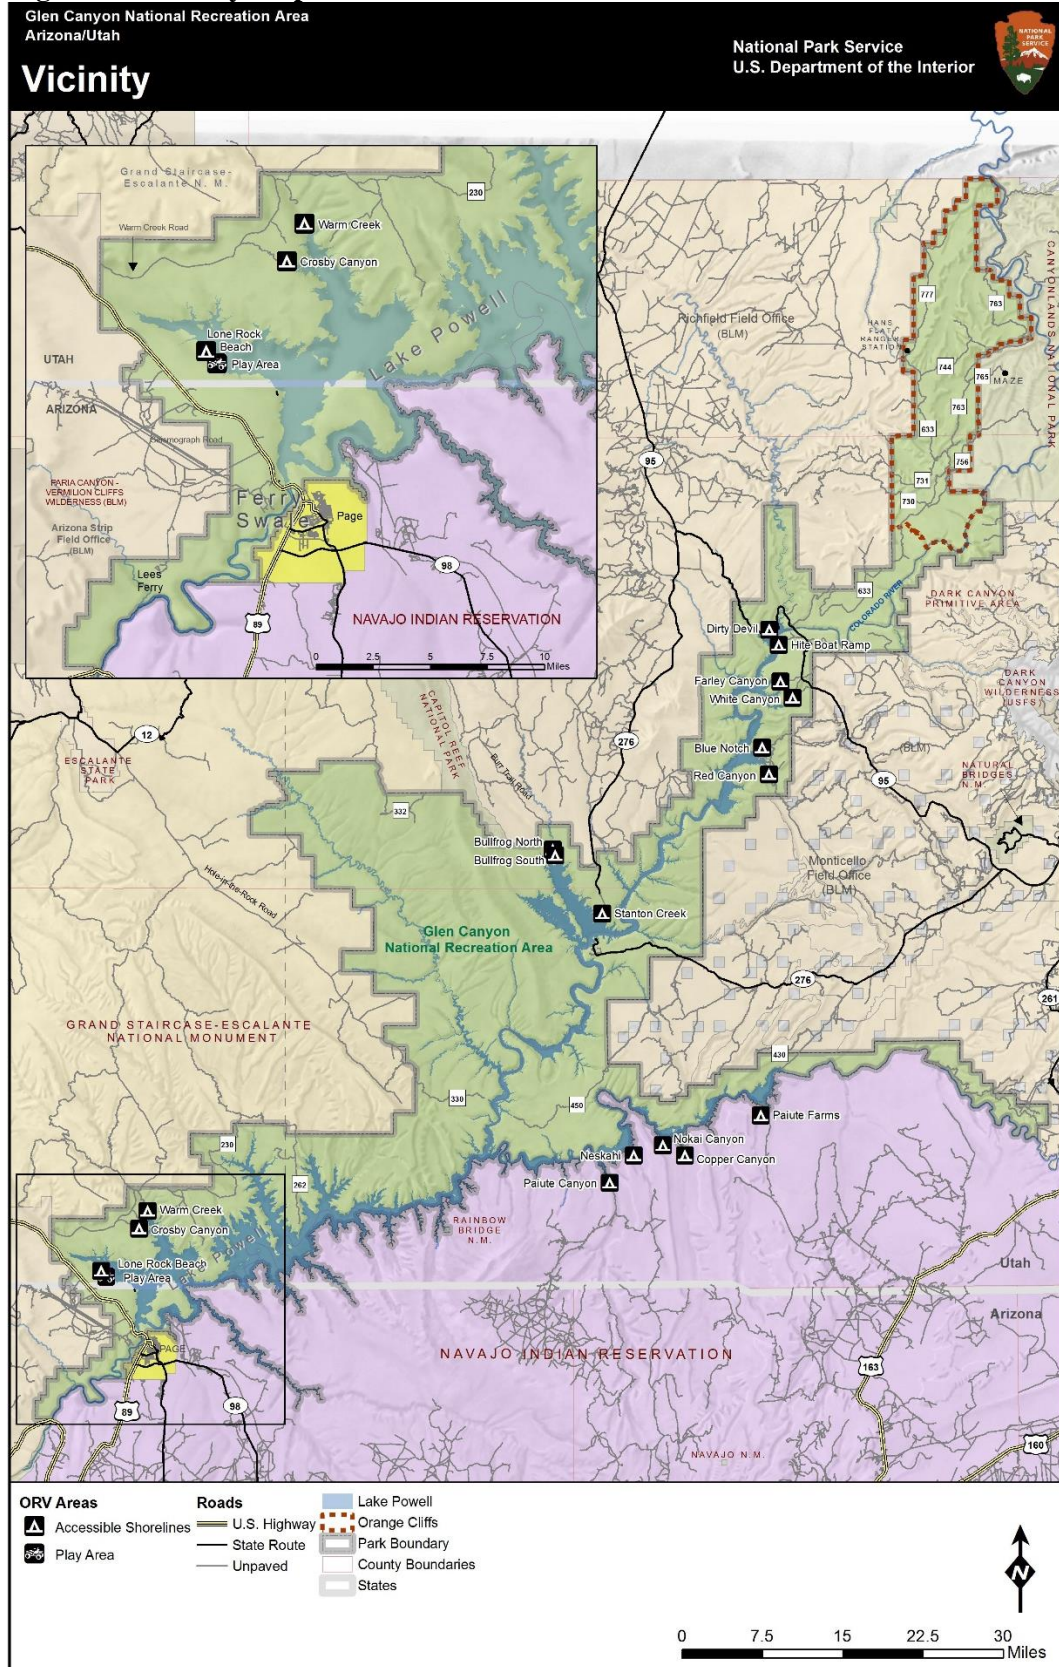 Glen Canyon National Recreation Area
Arizona/Utah
Vicinity
National Park Service
U.S. Department of the Interior
NATIONAL
PARK
SERVICE
Grand Staircase-
Escalante N. M.
230
Warm Creek Road
Warm Creek
Crosby Canyon
Lone Rock
Beach
Play Area
Lake Powell
UTAH
ARIZONA
Seismograph Road
PARIA CANYON -
VERMILION CLIFFS
WILDERNESS (BLM)
Arizona Strip
Field Office
(BLM)
Ferry
Swale
Page
Lees
Ferry
98
89
NAVAJO INDIAN RESERVATION
0 2.5 5 7.5 10
Miles
Richfield Field Office
(BLM)
HANS
FLAT
RANGER
STATION
CANYONLANDS NATIONAL PARK
777
763
744
765
MAZE
763
633
756
731
730
95
633
COLORADO RIVER
DARK CANYON
PRIMITIVE AREA
Dirty Devil
Hite Boat Ramp
Farley Canyon
White Canyon
DARK
CANYON
WILDERNESS
(USFS)
Blue Notch
Red Canyon
(BLM)
NATURAL
BRIDGES
N.M.
95
12
ESCALANTE
STATE
PARK
CAPITOL REEF
NATIONAL PARK
Burr Trail Road
276
332
Bullfrog North
Bullfrog South
Monticello
Field Office
(BLM)
Hole-in-the-Rock Road
Stanton Creek
Glen Canyon
National Recreation Area
276
261
GRAND STAIRCASE-ESCALANTE
NATIONAL MONUMENT
430
330
450
Paiute Farms
230
Nokai Canyon
Neskahi
Copper Canyon
Paiute Canyon
262
Warm Creek
Crosby Canyon
RAINBOW
BRIDGE
N.M.
Lake Powell
Lone Rock Beach
Play Area
Utah
Arizona
PAGE
NAVAJO INDIAN RESERVATION
163
89
98
160
NAVAJO N.M.
ORV Areas
Accessible Shorelines
Play Area
Roads
U.S. Highway
State Route
Unpaved
Lake Powell
Orange Cliffs
Park Boundary
County Boundaries
States
N
0 7.5 15 22.5 30
Miles